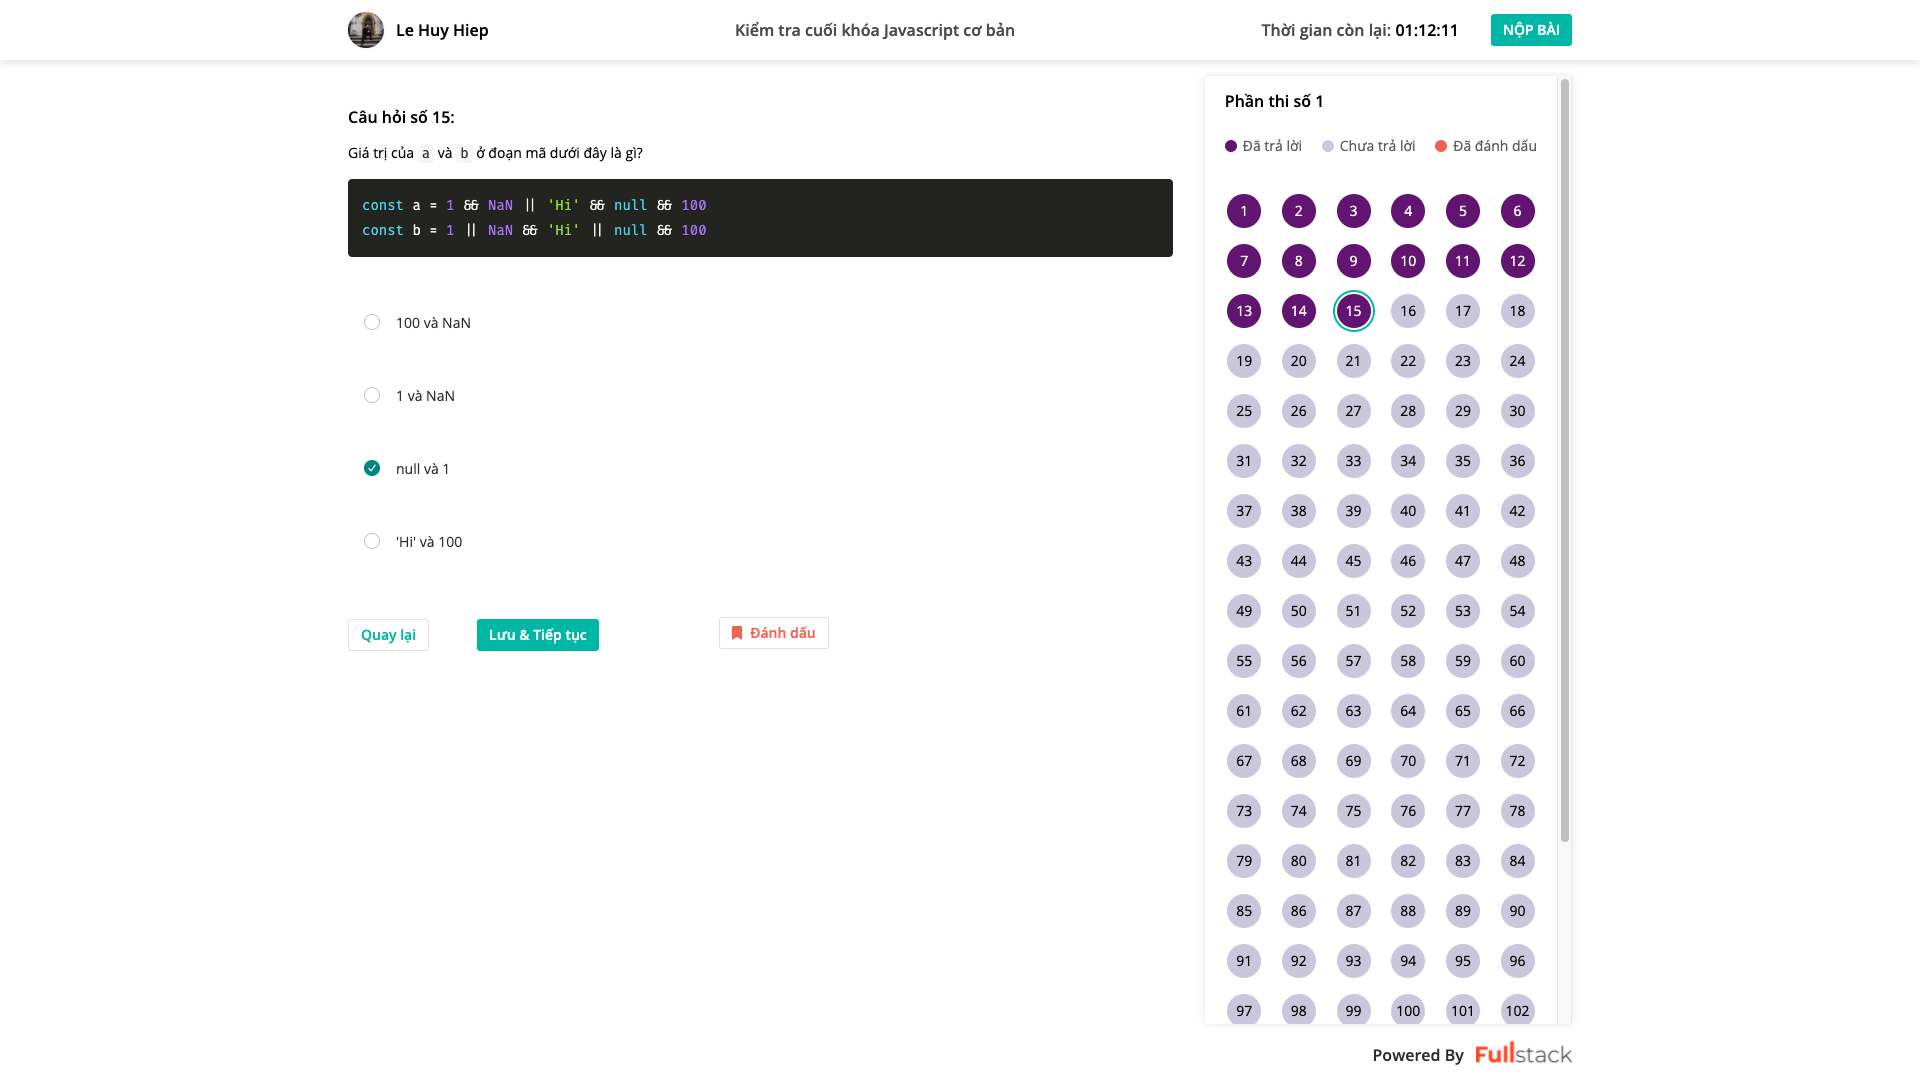 Le Huy Hiep
Kiểm tra cuối khóa Javascript cơ bản
Thời gian còn lại: 01:12:11
NỘP BÀI
Câu hỏi số 15:
Giá trị của a và b ở đoạn mã dưới đây là gì?
const a = 1 && NaN || 'Hi' && null && 100
const b = 1 || NaN && 'Hi' || null && 100
100 và NaN
1 và NaN
null và 1
'Hi' và 100
Quay lại
Lưu & Tiếp tục
Đánh dấu
Phần thi số 1
Đã trả lời Chưa trả lời Đã đánh dấu
1 2 3 4 5 6
7 8 9 10 11 12
13 14 15 16 17 18
19 20 21 22 23 24
25 26 27 28 29 30
31 32 33 34 35 36
37 38 39 40 41 42
43 44 45 46 47 48
49 50 51 52 53 54
55 56 57 58 59 60
61 62 63 64 65 66
67 68 69 70 71 72
73 74 75 76 77 78
79 80 81 82 83 84
85 86 87 88 89 90
91 92 93 94 95 96
97 98 99 100 101 102
Powered By Fullstack